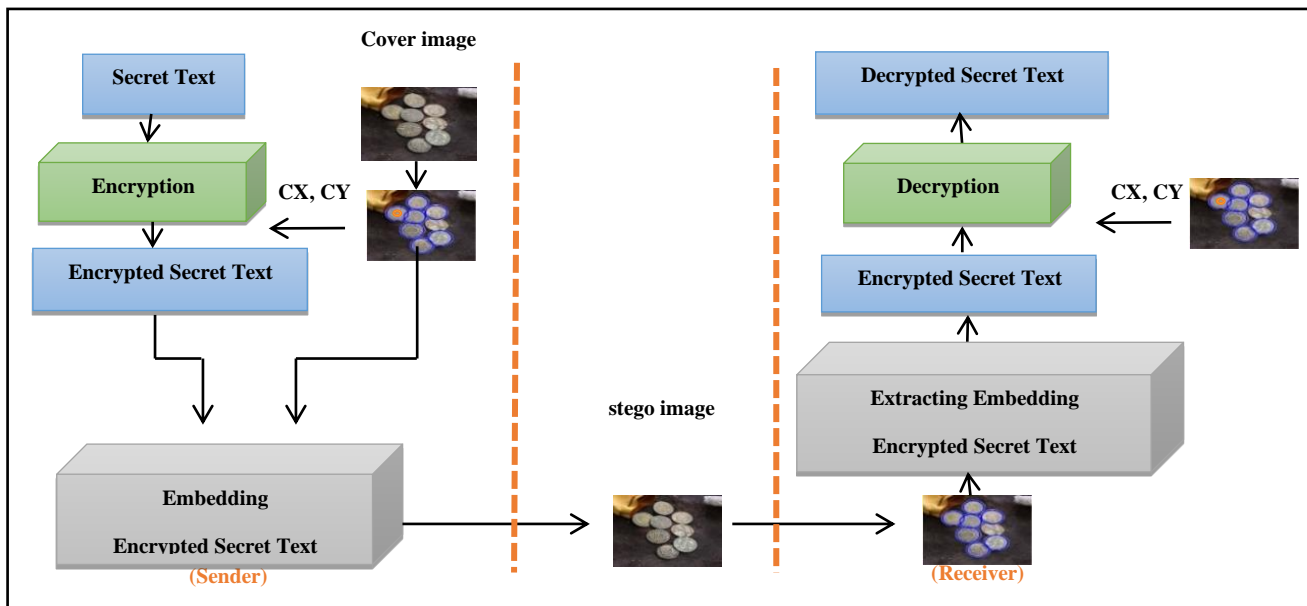 Cover image
Secret Text
Encryption
CX, CY
Encrypted Secret Text
Embedding
Encrypted Secret Text
(Sender)
stego image
Decrypted Secret Text
Decryption
CX, CY
Encrypted Secret Text
Extracting Embedding
Encrypted Secret Text
(Receiver)